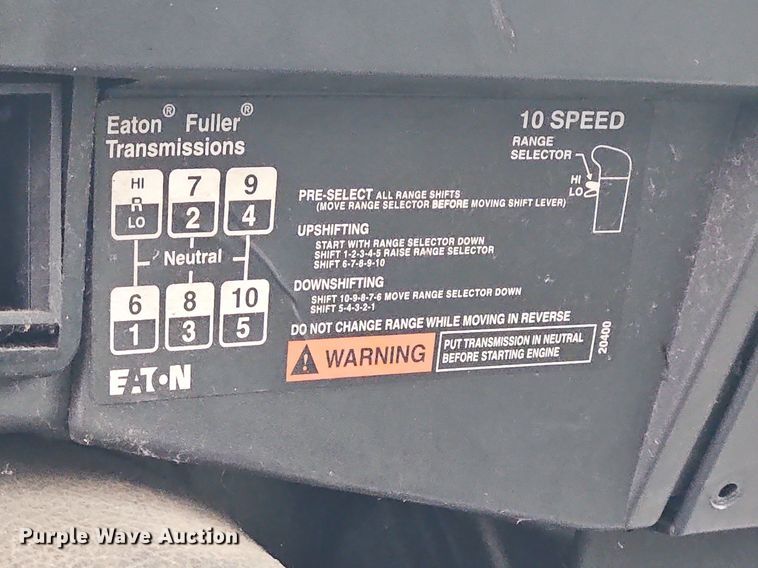 Eaton® Fuller®
Transmissions
10 SPEED
RANGE
SELECTOR
HI
LO
HI
R
LO
7
2
9
4
Neutral
6
1
8
3
10
5
PRE-SELECT ALL RANGE SHIFTS
(MOVE RANGE SELECTOR BEFORE MOVING SHIFT LEVER)
UPSHIFTING
START WITH RANGE SELECTOR DOWN
SHIFT 1-2-3-4-5 RAISE RANGE SELECTOR
SHIFT 6-7-8-9-10
DOWNSHIFTING
SHIFT 10-9-8-7-6 MOVE RANGE SELECTOR DOWN
SHIFT 5-4-3-2-1
DO NOT CHANGE RANGE WHILE MOVING IN REVERSE
WARNING
PUT TRANSMISSION IN NEUTRAL
BEFORE STARTING ENGINE
20400
EATON
Purple Wave Auction